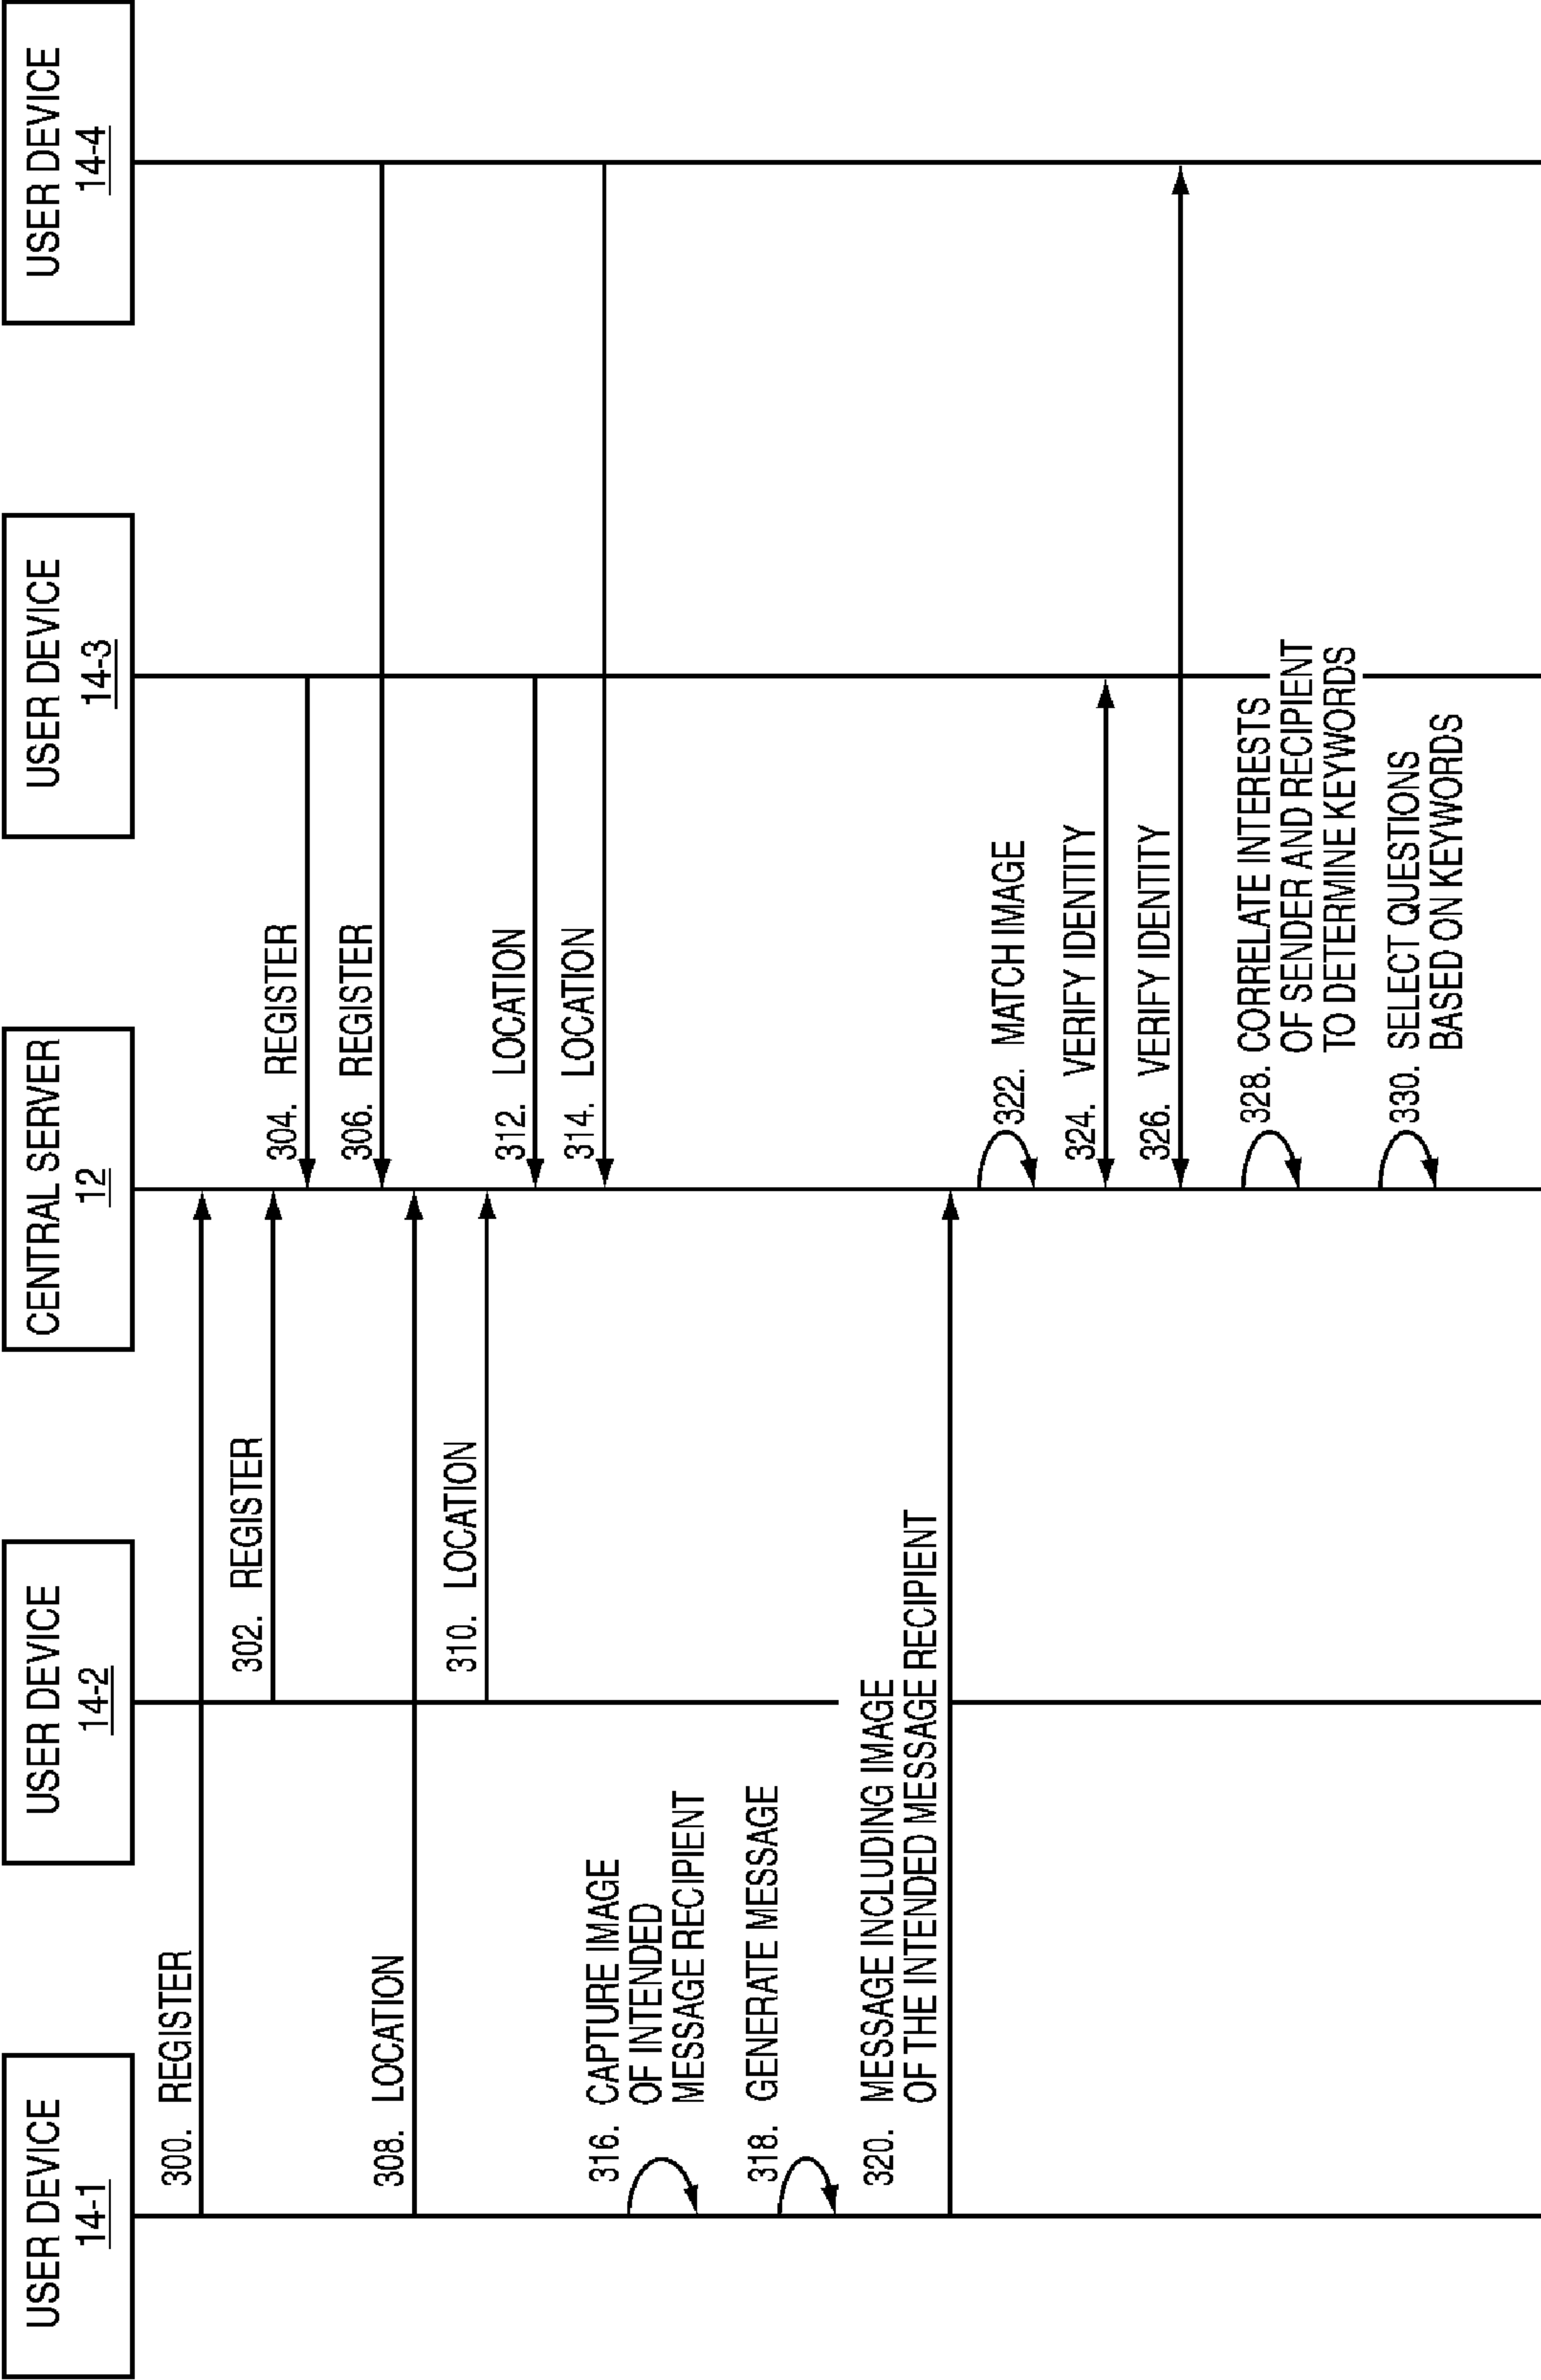 USER DEVICE
14-1
USER DEVICE
14-2
CENTRAL SERVER
12
USER DEVICE
14-3
USER DEVICE
14-4
300. REGISTER
302. REGISTER
304. REGISTER
306. REGISTER
308. LOCATION
310. LOCATION
312. LOCATION
314. LOCATION
316. CAPTURE IMAGE
OF INTENDED
MESSAGE RECIPIENT
318. GENERATE MESSAGE
320. MESSAGE INCLUDING IMAGE
OF THE INTENDED MESSAGE RECIPIENT
322. MATCH IMAGE
324. VERIFY IDENTITY
326. VERIFY IDENTITY
328. CORRELATE INTERESTS
OF SENDER AND RECIPIENT
TO DETERMINE KEYWORDS
330. SELECT QUESTIONS
BASED ON KEYWORDS